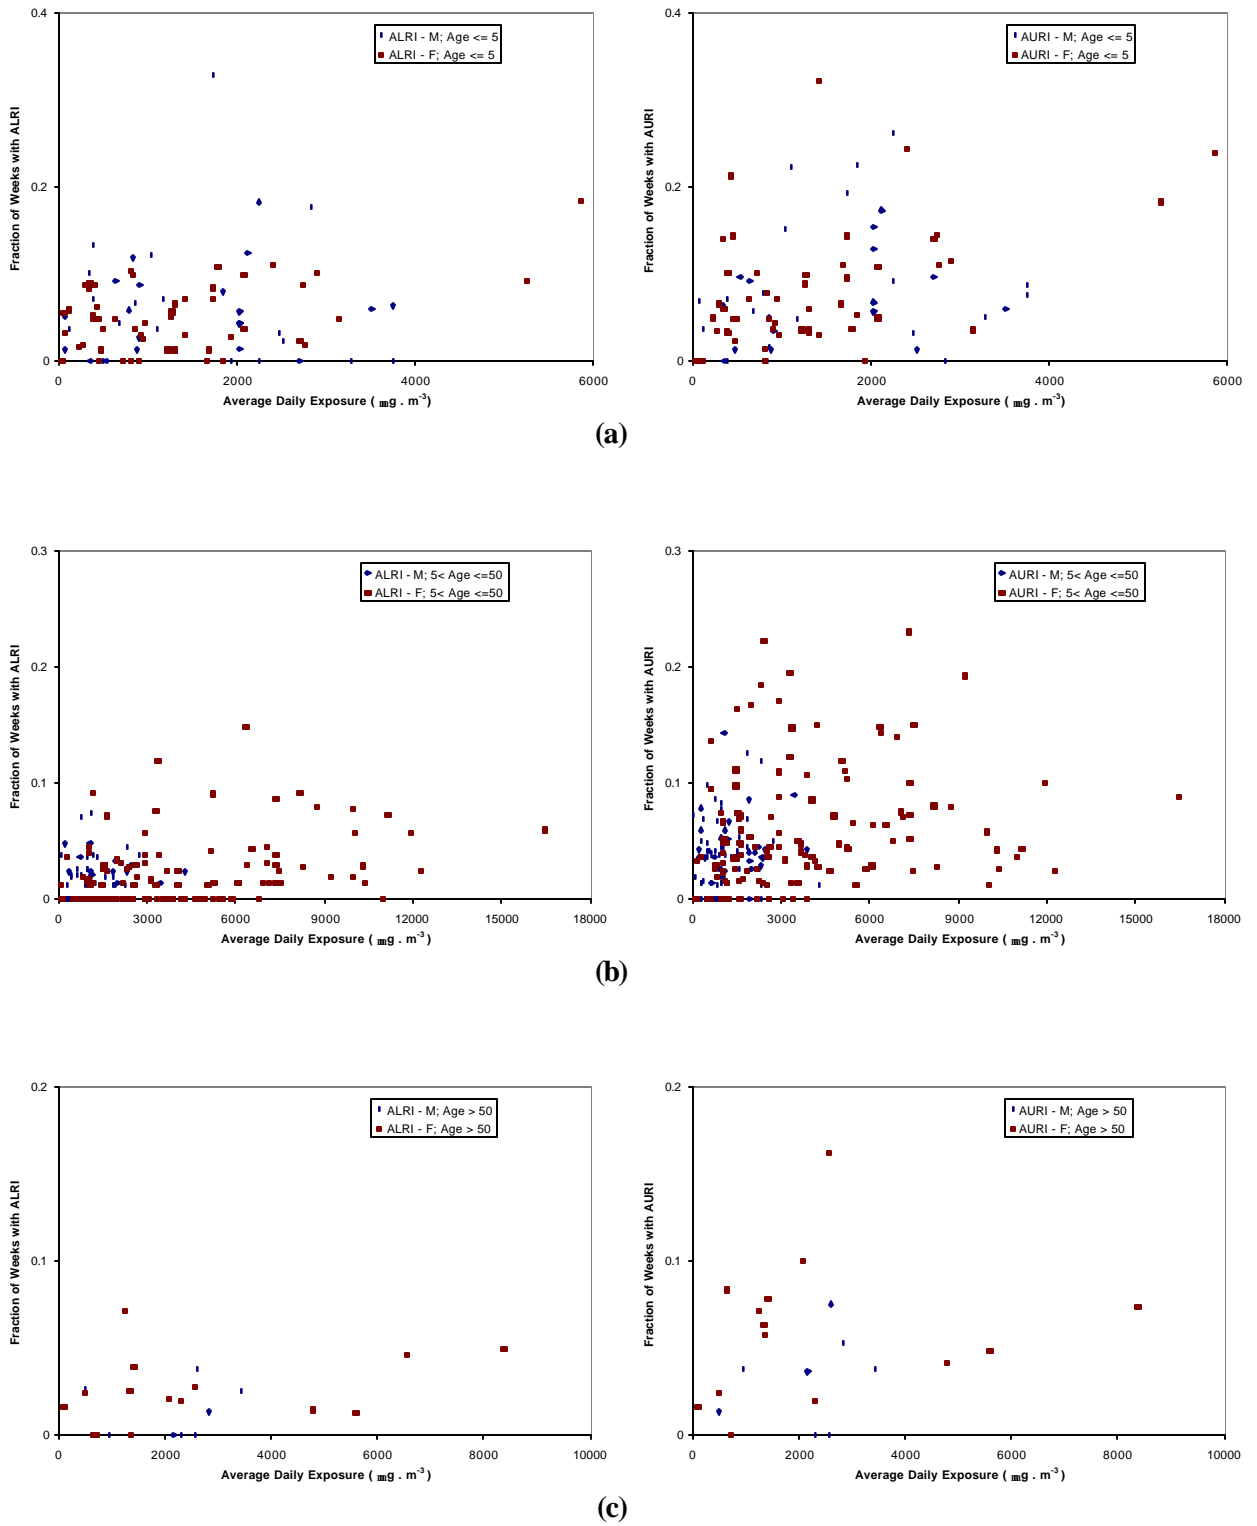 0.4
0.2
0
Fraction of Weeks with ALRI
ALRI - M; Age <= 5
ALRI - F; Age <= 5
0 2000 4000 6000
Average Daily Exposure ( mg . m-3)
0.4
0.2
0
Fraction of Weeks with AURI
AURI - M; Age <= 5
AURI - F; Age <= 5
0 2000 4000 6000
Average Daily Exposure ( mg . m-3)
(a)
0.3
0.2
0.1
0
Fraction of Weeks with ALRI
ALRI - M; 5< Age <=50
ALRI - F; 5< Age <=50
0 3000 6000 9000 12000 15000 18000
Average Daily Exposure ( mg . m-3)
0.3
0.2
0.1
0
Fraction of Weeks with AURI
AURI - M; 5< Age <=50
AURI - F; 5< Age <=50
0 3000 6000 9000 12000 15000 18000
Average Daily Exposure ( mg . m-3)
(b)
0.2
0.1
0
Fraction of Weeks with ALRI
ALRI - M; Age > 50
ALRI - F; Age > 50
0 2000 4000 6000 8000 10000
Average Daily Exposure ( mg . m-3)
0.2
0.1
0
Fraction of Weeks with AURI
AURI - M; Age > 50
AURI - F; Age > 50
0 2000 4000 6000 8000 10000
Average Daily Exposure ( mg . m-3)
(c)